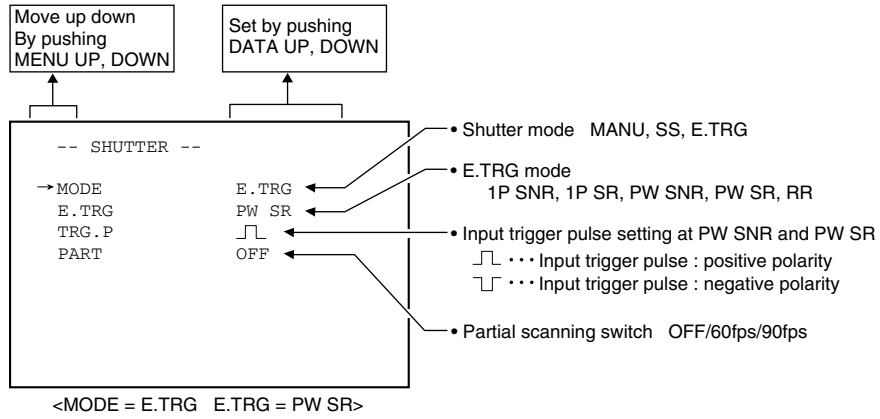 Move up down
By pushing
MENU UP, DOWN
Set by pushing
DATA UP, DOWN
-- SHUTTER --
→MODE E.TRG
E.TRG PW SR
TRG.P
PART OFF
• Shutter mode MANU, SS, E.TRG
• E.TRG mode
1P SNR, 1P SR, PW SNR, PW SR, RR
• Input trigger pulse setting at PW SNR and PW SR
··· Input trigger pulse : positive polarity
··· Input trigger pulse : negative polarity
• Partial scanning switch OFF/60fps/90fps
<MODE = E.TRG E.TRG = PW SR>